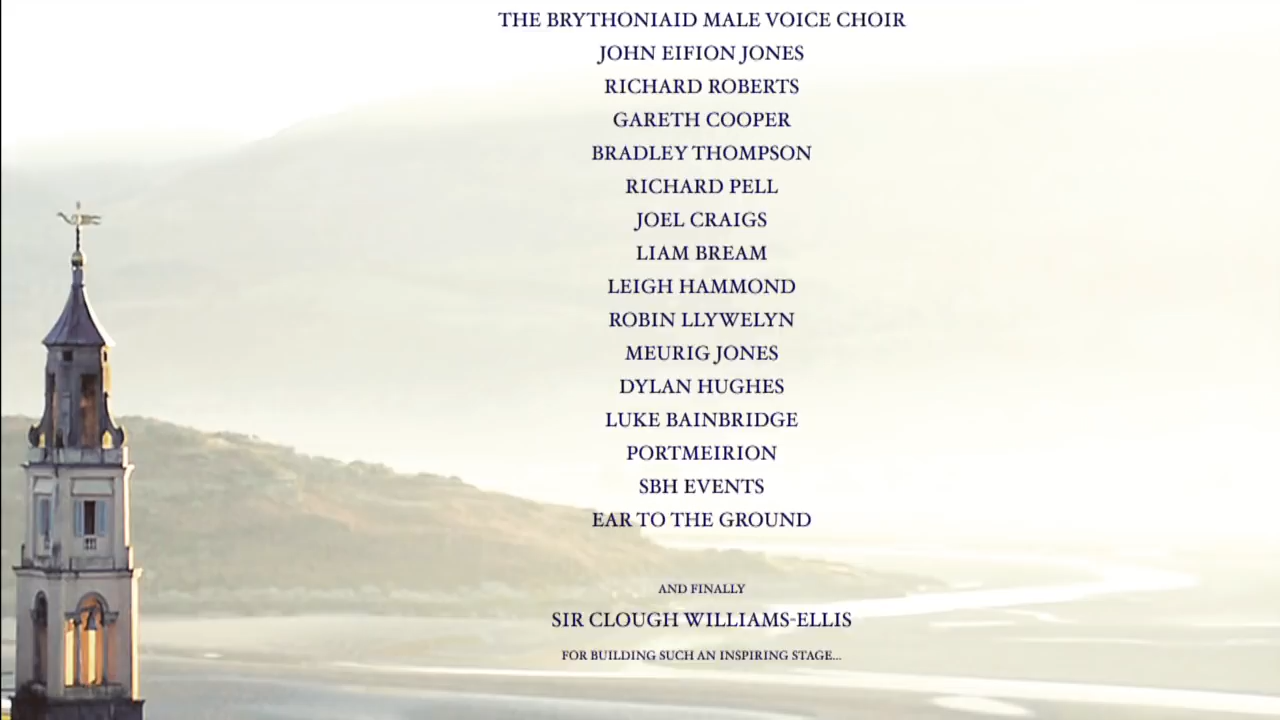 THE BRYTHONIAID MALE VOICE CHOIR
JOHN EIFION JONES
RICHARD ROBERTS
GARETH COOPER
BRADLEY THOMPSON
RICHARD PELL
JOEL CRAIGS
LIAM BREAM
LEIGH HAMMOND
ROBIN LLYWELYN
MEURIG JONES
DYLAN HUGHES
LUKE BAINBRIDGE
PORTMEIRION
SBH EVENTS
EAR TO THE GROUND
AND FINALLY
SIR CLOUGH WILLIAMS-ELLIS
FOR BUILDING SUCH AN INSPIRING STAGE...